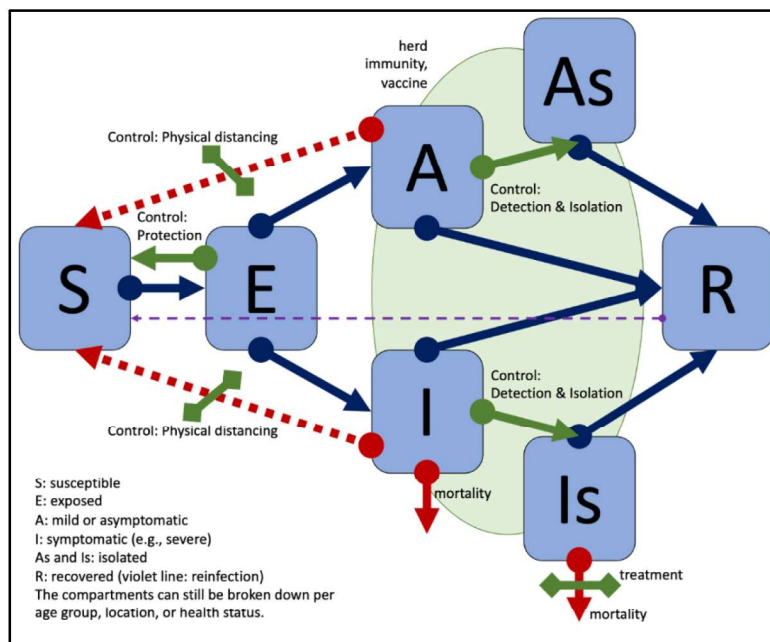 herd
immunity,
vaccine
As
Control: Physical distancing
A
Control:
Detection & Isolation
Control:
Protection
S
E
R
Control:
Detection & Isolation
I
Control: Physical distancing
Is
mortality
S: susceptible
E: exposed
A: mild or asymptomatic
I: symptomatic (e.g., severe)
As and Is: isolated
R: recovered (violet line: reinfection)
The compartments can still be broken down per
age group, location, or health status.
treatment
mortality